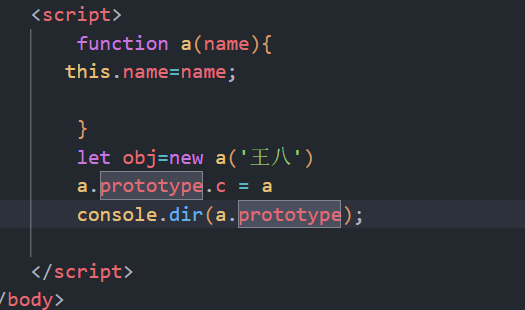 <script>
function a(name){
this.name=name;
}
let obj=new a('王八')
a.prototype.c = a
console.dir(a.prototype);
</script>
/body>